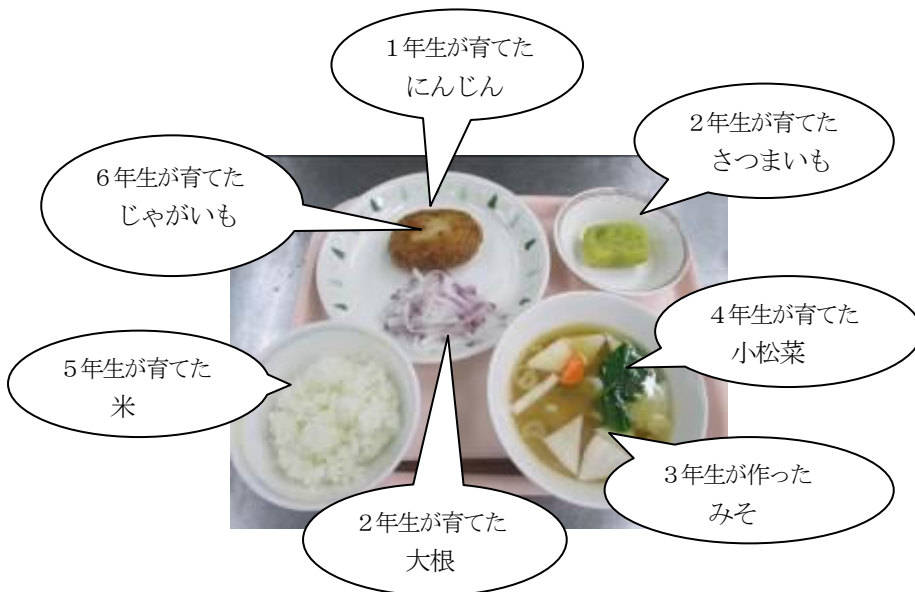 １年生が育てた
にんじん
２年生が育てた
さつまいも
６年生が育てた
じゃがいも
４年生が育てた
小松菜
５年生が育てた
米
３年生が作った
みそ
２年生が育てた
大根